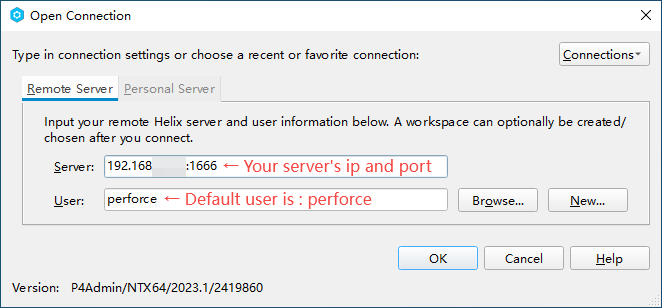 Open Connection
Type in connection settings or choose a recent or favorite connection:
Connections
Remote Server Personal Server
Input your remote Helix server and user information below. A workspace can optionally be created/
chosen after you connect.
Server: 192.168 :1666 ← Your server's ip and port
User: perforce ← Default user is : perforce Browse... New...
OK Cancel Help
Version: P4Admin/NTX64/2023.1/2419860